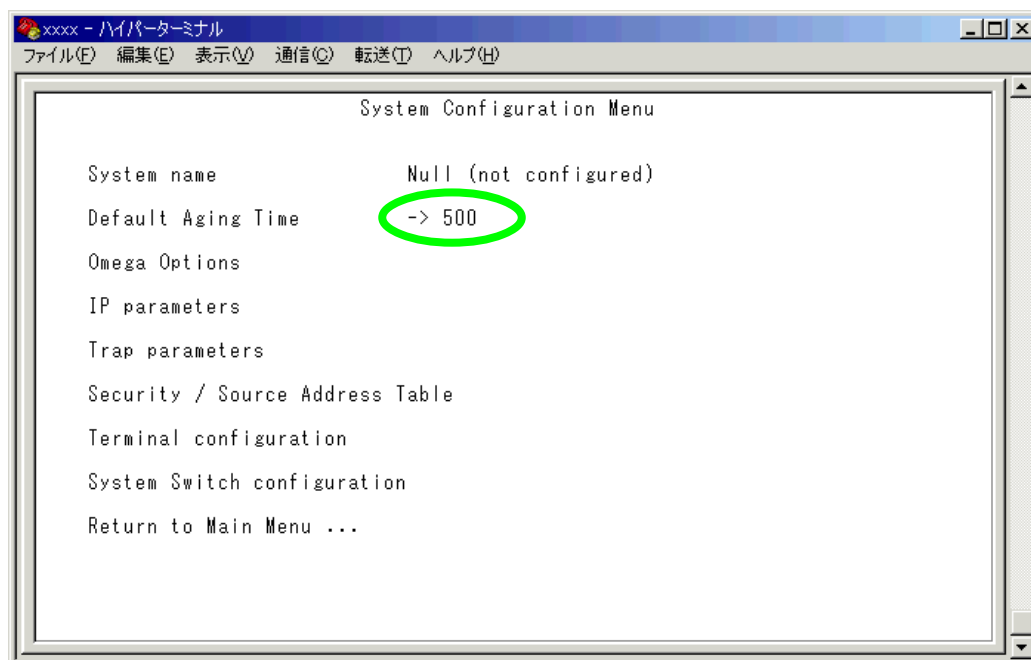 xxxx - ハイパーターミナル
ファイル(F) 編集(E) 表示(V) 通信(C) 転送(T) ヘルプ(H)
System Configuration Menu
System name Null (not configured)
Default Aging Time -> 500
Omega Options
IP parameters
Trap parameters
Security / Source Address Table
Terminal configuration
System Switch configuration
Return to Main Menu ...